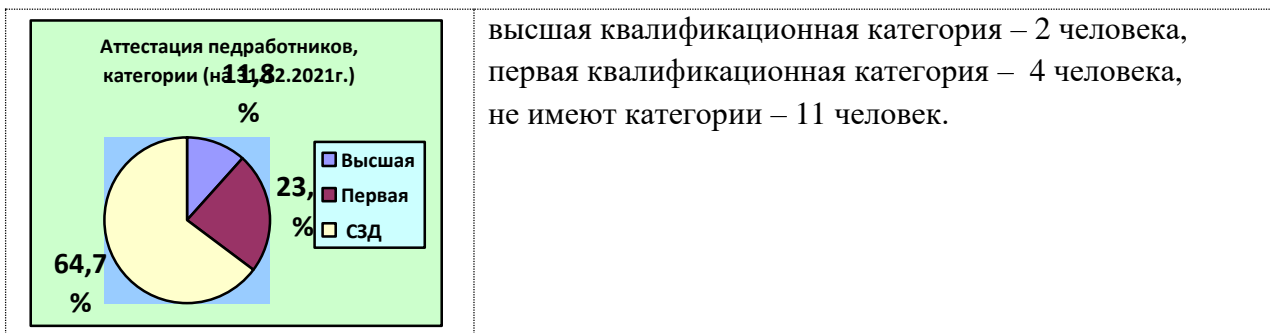 Аттестация педработников,
категории (на 31.12.2021г.)
11,8
%
23,
%
64,7
%
Высшая
Первая
СЗД
высшая квалификационная категория – 2 человека,
первая квалификационная категория – 4 человека,
не имеют категории – 11 человек.